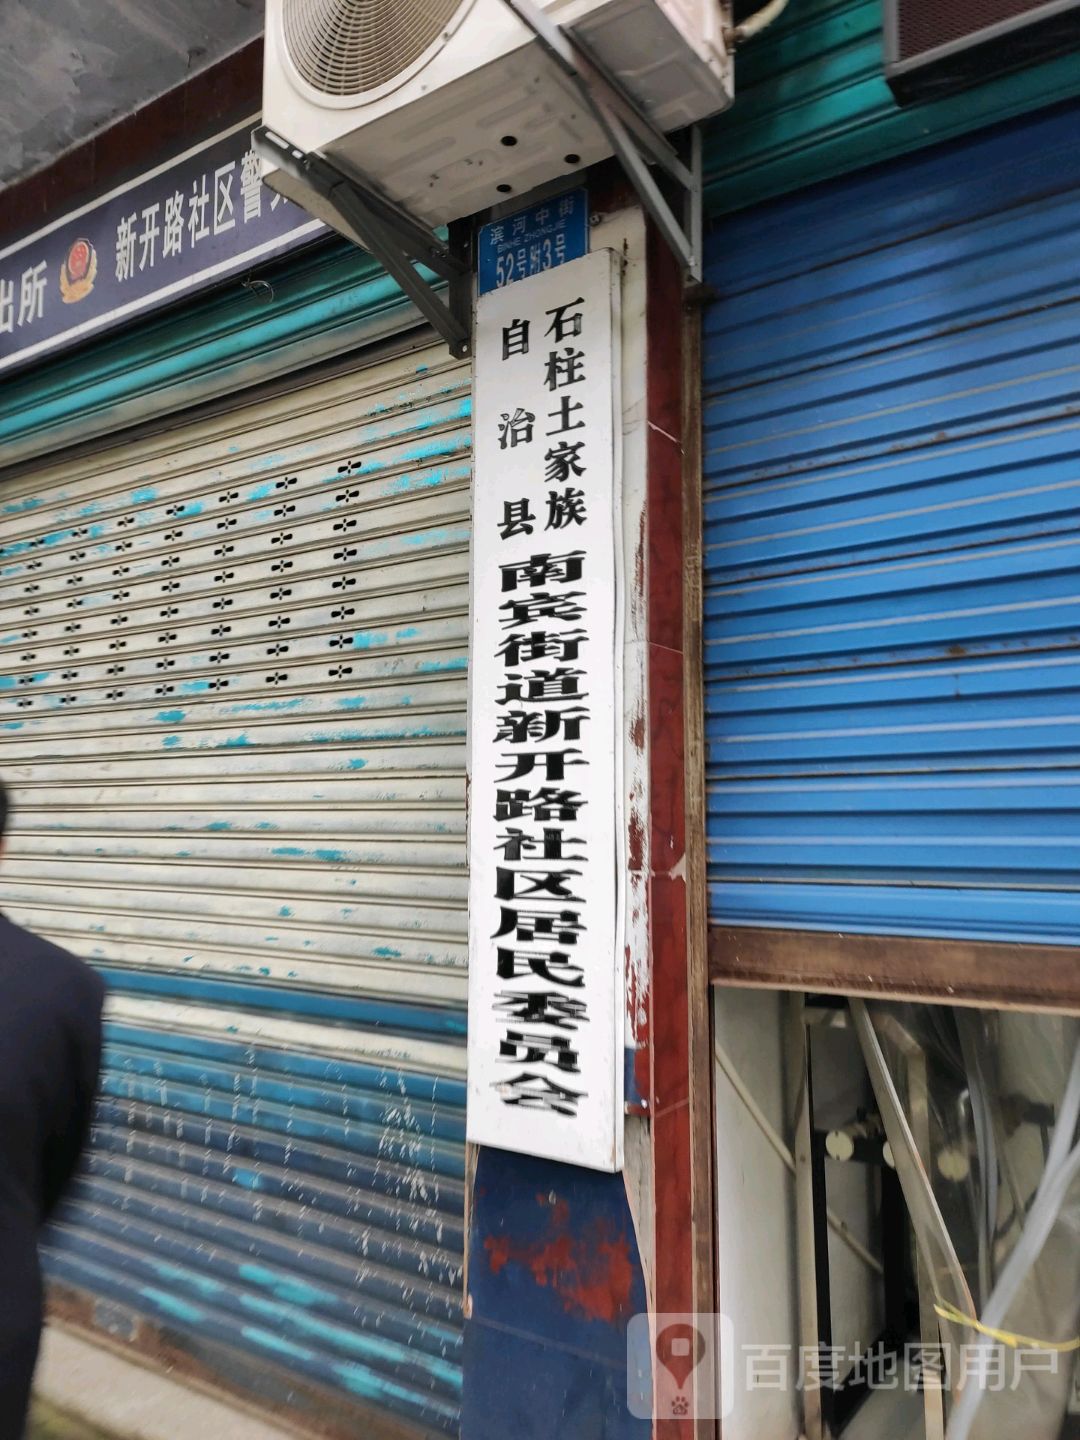 出所 新开路社区警
滨河中街
BINHE ZHONGJIE
52号附3号
石柱土家族
自治县
南宾街道新开路社区居民委员会
百度地图用户